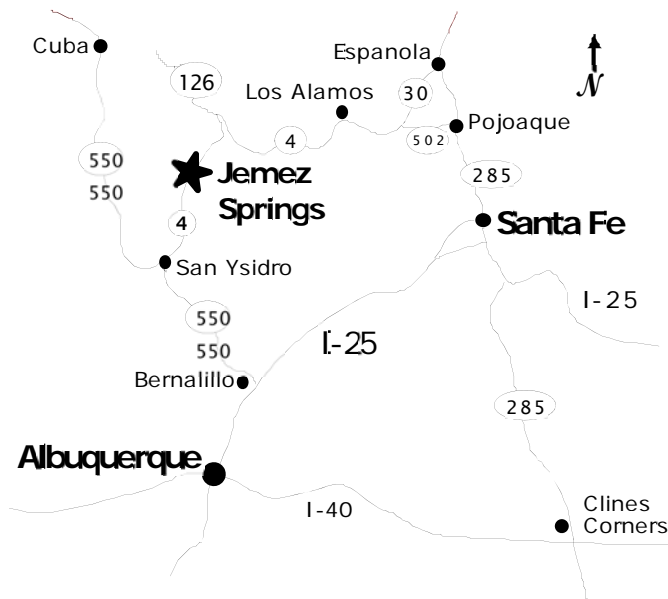 Cuba
Espanola
N
126
Los Alamos
30
Pojoaque
4
502
550
550
Jemez
Springs
285
4
Santa Fe
San Ysidro
I-25
550
I-25
550
Bernalillo
285
Albuquerque
I-40
Clines
Corners